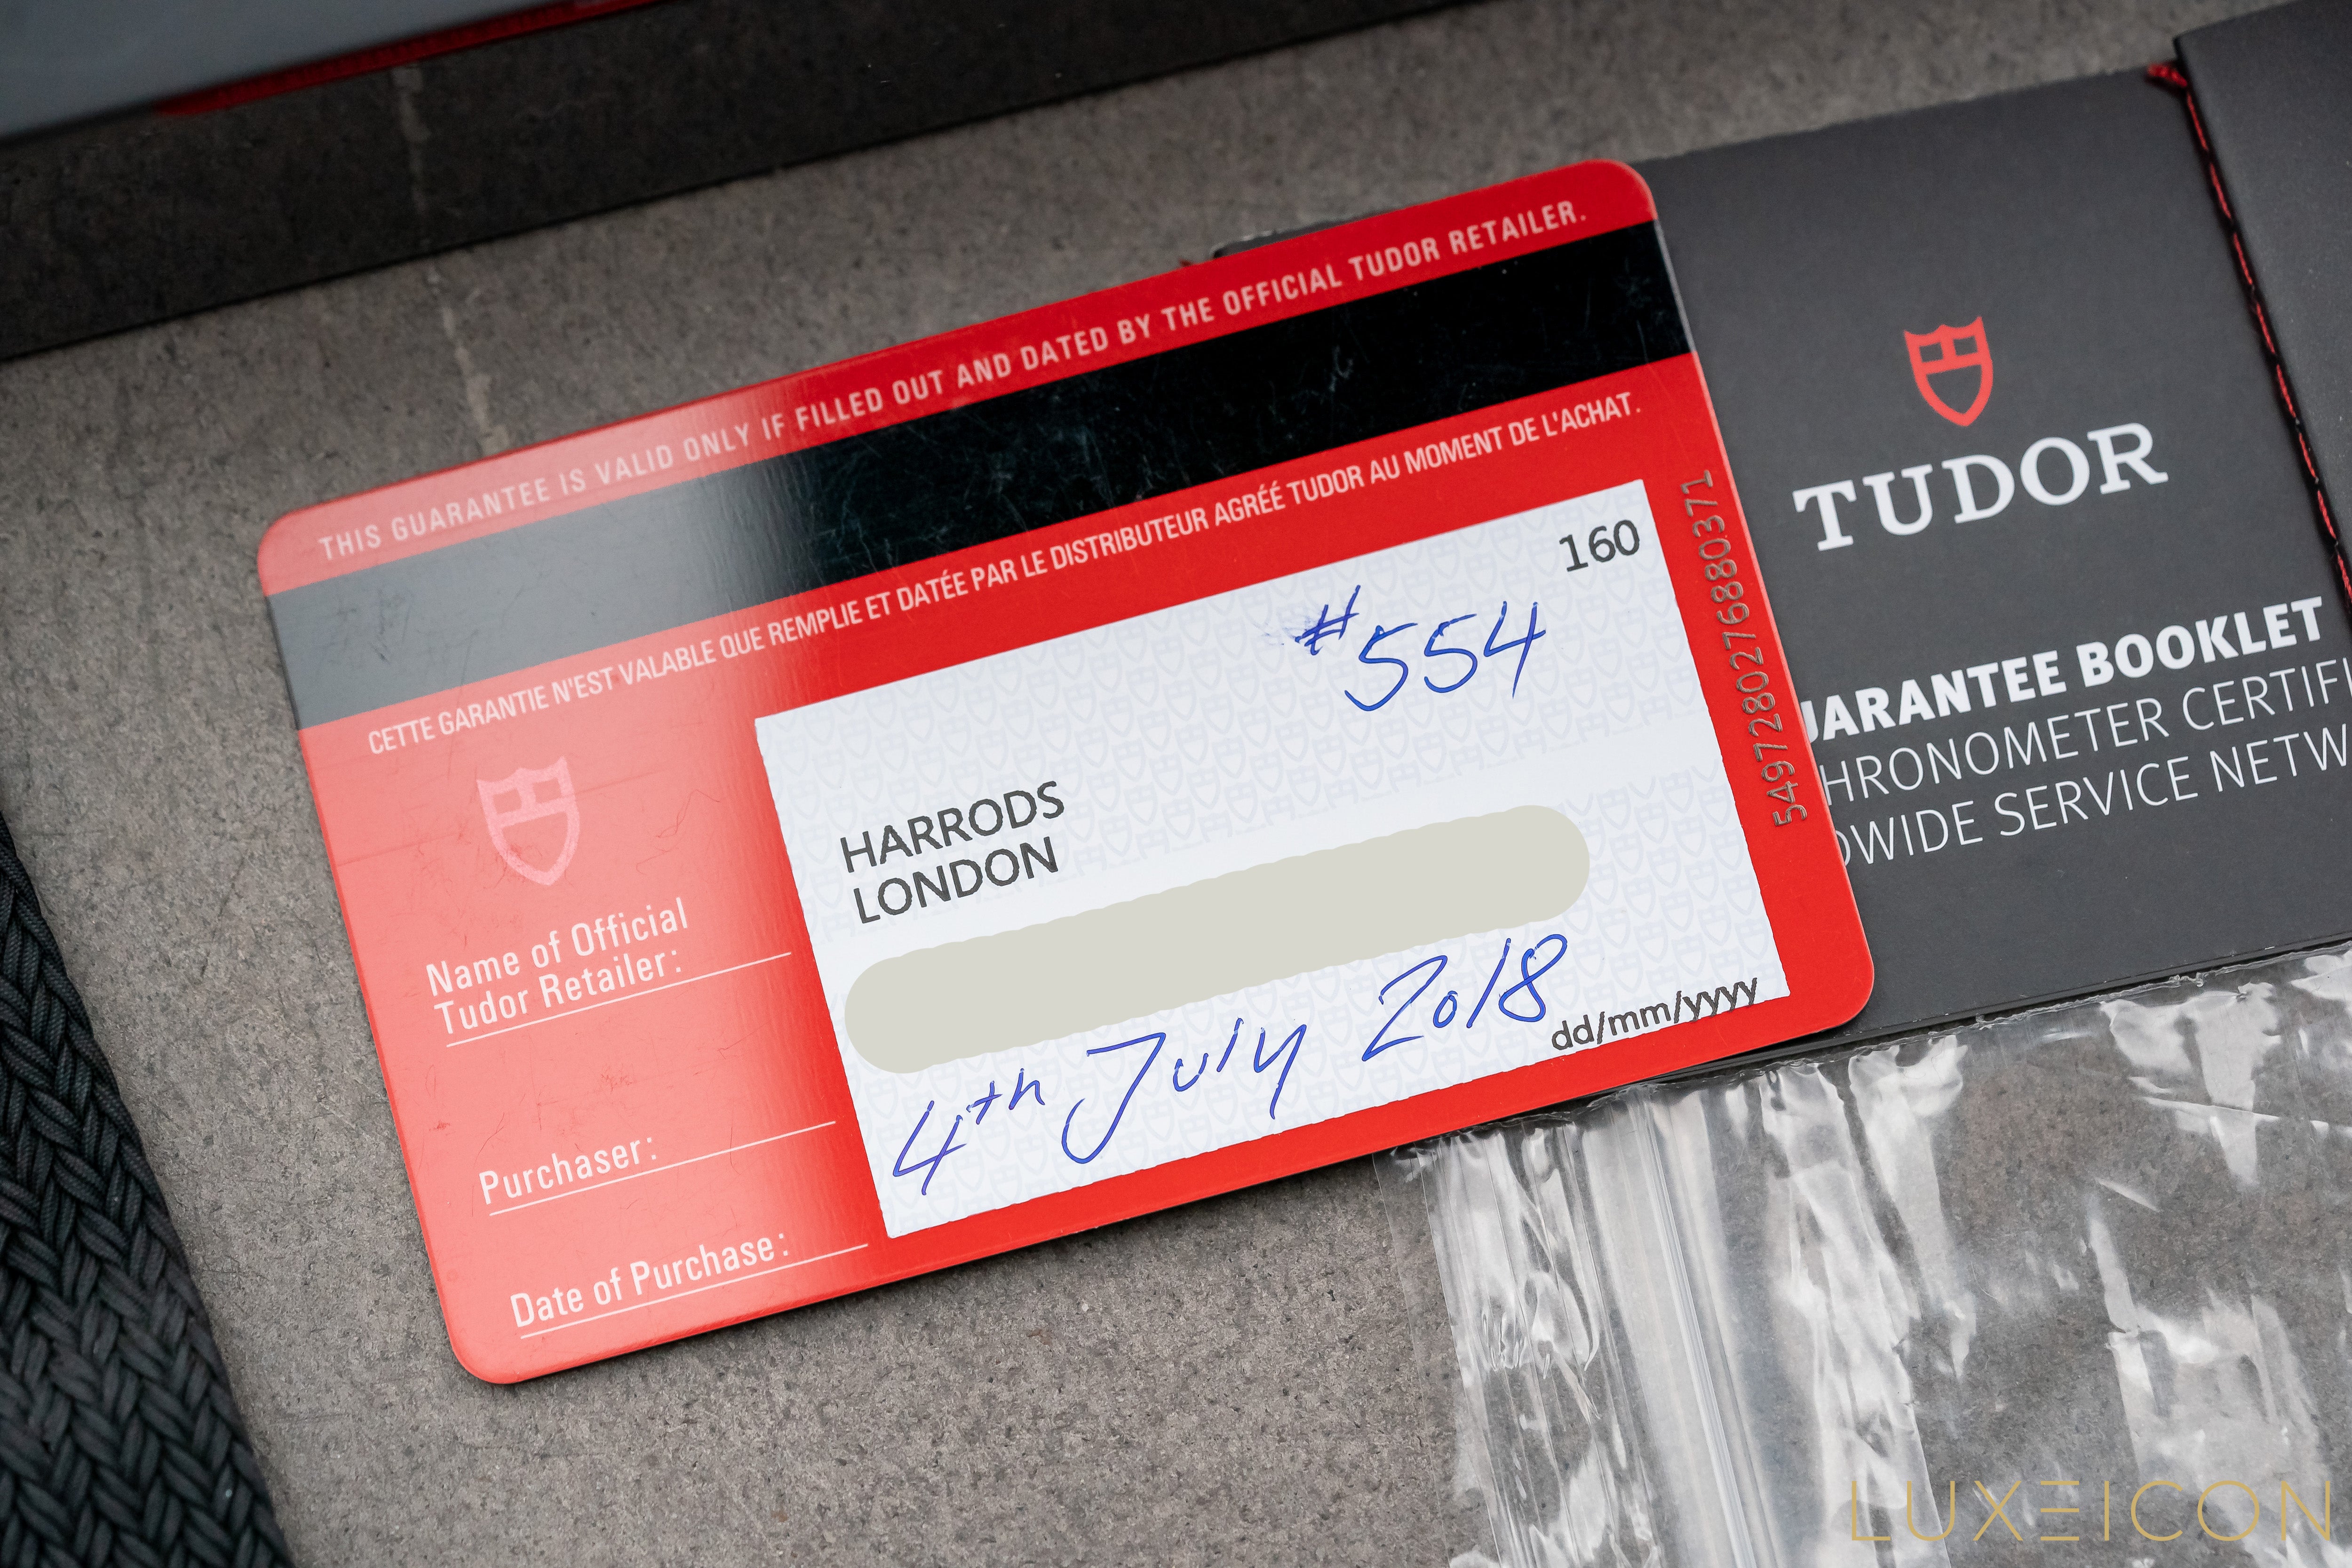 THIS GUARANTEE IS VALID ONLY IF FILLED OUT AND DATED BY THE OFFICIAL TUDOR RETAILER.
CETTE GARANTIE N'EST VALABLE QUE REMPLIE ET DATÉE PAR LE DISTRIBUTEUR AGRÉÉ TUDOR AU MOMENT DE L'ACHAT.
160
#554
HARRODS
LONDON
Name of Official
Tudor Retailer:
Purchaser:
4th July 2018
dd/mm/yyyy
Date of Purchase:
5497280276880371
TUDOR
UARANTEE BOOKLET
HRONOMETER CERTIFI
DWIDE SERVICE NETW
LUXEICON